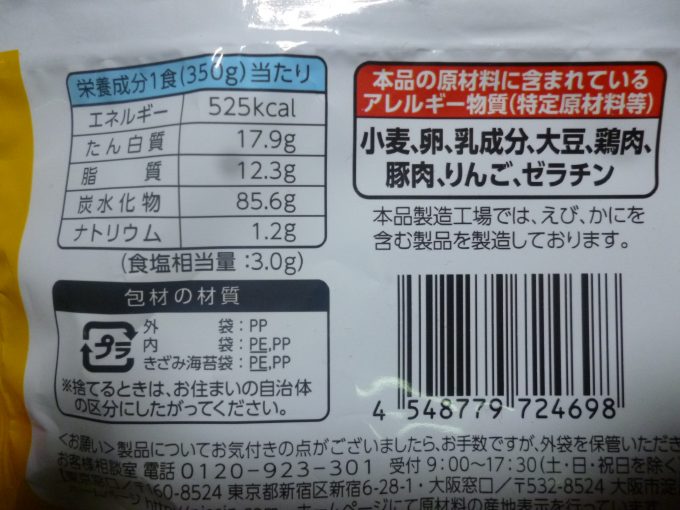 栄養成分1食(350g)当たり
エネルギー 525kcal
たん白質 17.9g
脂 質 12.3g
炭水化物 85.6g
ナトリウム 1.2g
(食塩相当量:3.0g)
本品の原材料に含まれている
アレルギー物質(特定原材料等)
小麦、卵、乳成分、大豆、鶏肉、
豚肉、りんご、ゼラチン
本品製造工場では、えび、かにを
含む製品を製造しております。
包材の材質
プラ
外 袋:PP
内 袋:PE,PP
きざみ海苔袋:PE,PP
※捨てるときは、お住まいの自治体
の区分にしたがってください。
4 548779 724698
<お願い>製品についてお気付きの点がございましたら、お手数ですが、外袋を保管いただき
お客様相談室 電話 0120-923-301 受付 9:00~17:30(土・日・祝日を除く
〒160-8524 東京都新宿区新宿6-28-1・大阪窓口/〒532-8524 大阪市淀
ホームページにて原材料の産地表示を行ってい